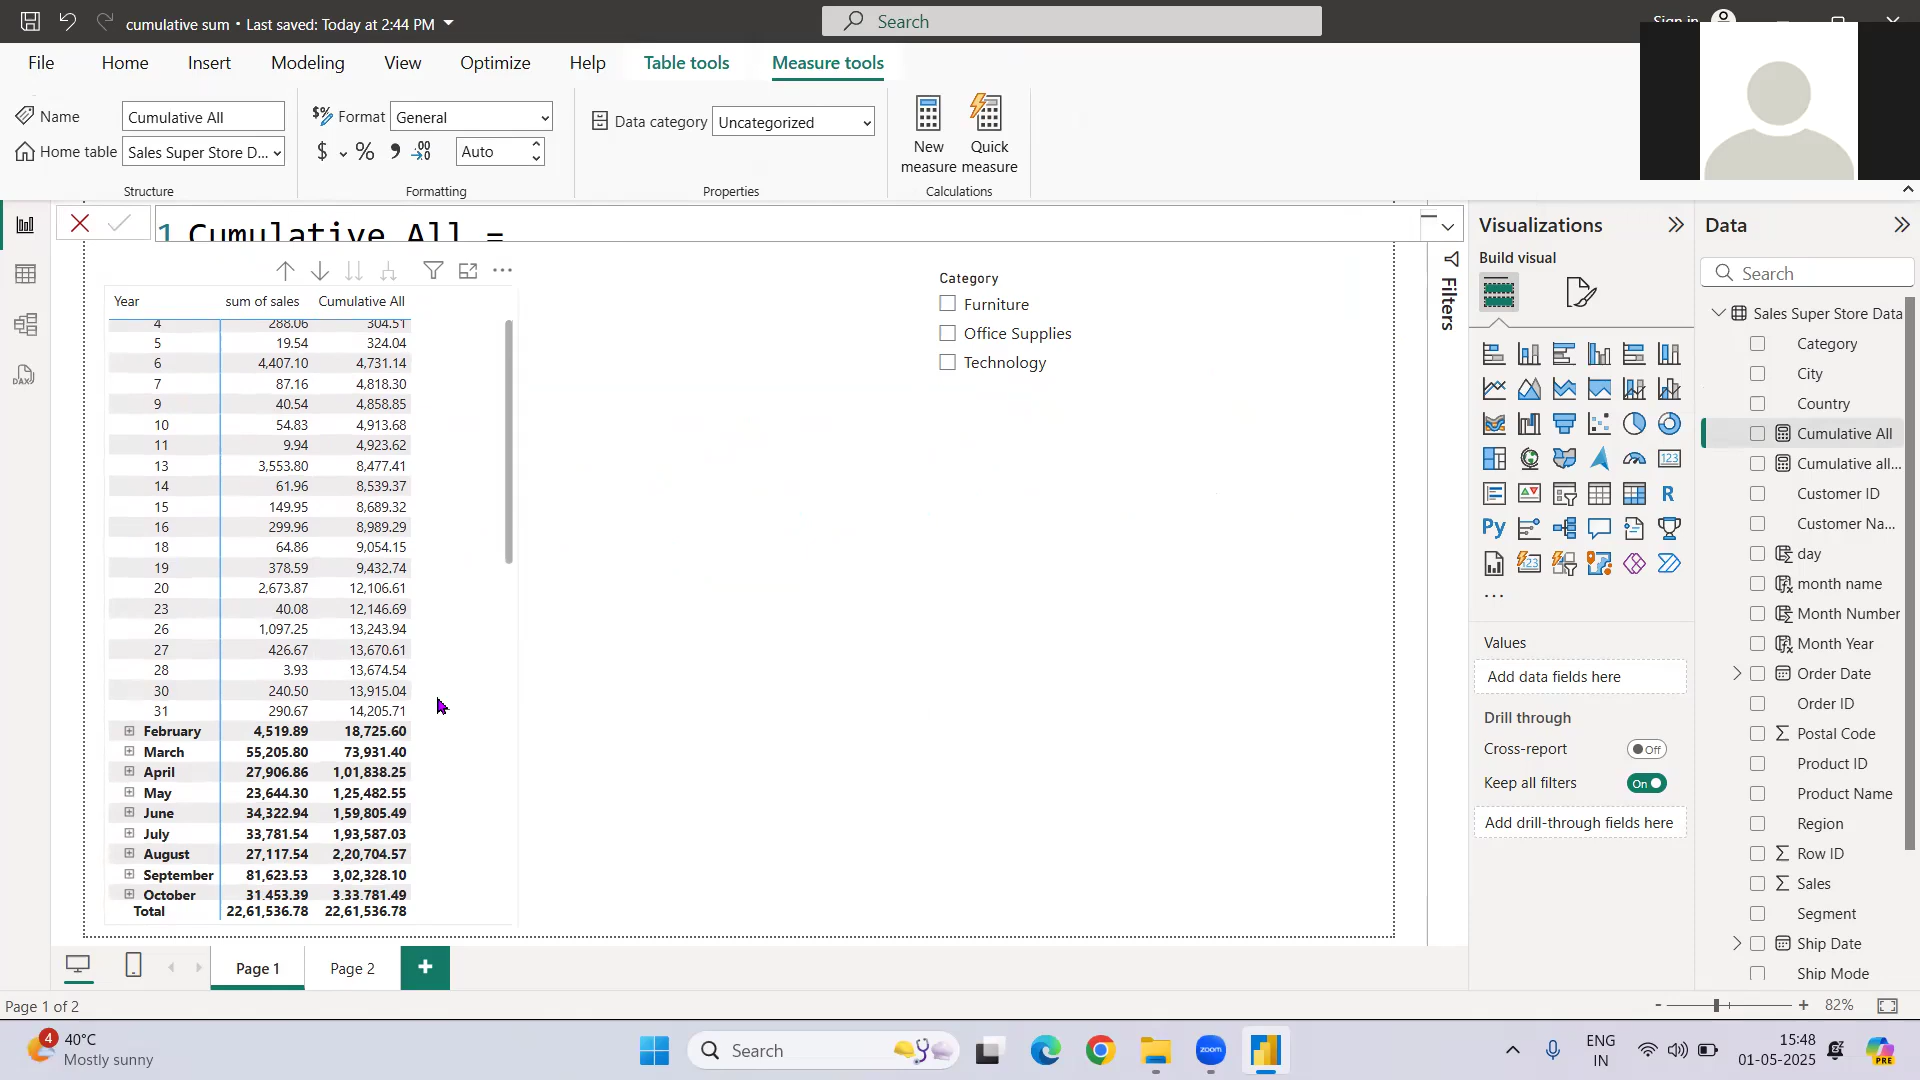 cumulative sum • Last saved: Today at 2:44 PM
Search
Sign in
File
Home
Insert
Modeling
View
Optimize
Help
Table tools
Measure tools
Name
Cumulative All
Home table
Sales Super Store D...
Structure
Format
General
$
%
Auto
Formatting
Data category
Uncategorized
Properties
New measure
Quick measure
Calculations
1 Cumulative All =
Year sum of sales Cumulative All
4 288.06 304.51
5 19.54 324.04
6 4,407.10 4,731.14
7 87.16 4,818.30
9 40.54 4,858.85
10 54.83 4,913.68
11 9.94 4,923.62
13 3,553.80 8,477.41
14 61.96 8,539.37
15 149.95 8,689.32
16 299.96 8,989.29
18 64.86 9,054.15
19 378.59 9,432.74
20 2,673.87 12,106.61
23 40.08 12,146.69
26 1,097.25 13,243.94
27 426.67 13,670.61
28 3.93 13,674.54
30 240.50 13,915.04
31 290.67 14,205.71
February 4,519.89 18,725.60
March 55,205.80 73,931.40
April 27,906.86 1,01,838.25
May 23,644.30 1,25,482.55
June 34,322.94 1,59,805.49
July 33,781.54 1,93,587.03
August 27,117.54 2,20,704.57
September 81,623.53 3,02,328.10
October 31,453.39 3,33,781.49
Total 22,61,536.78 22,61,536.78
Category
Furniture
Office Supplies
Technology
Filters
Visualizations
Build visual
123
R
Py
...
Values
Add data fields here
Drill through
Cross-report
Off
Keep all filters
On
Add drill-through fields here
Data
Search
Sales Super Store Data
Category
City
Country
Cumulative All
Cumulative all...
Customer ID
Customer Na...
day
month name
Month Number
Month Year
Order Date
Order ID
Postal Code
Product ID
Product Name
Region
Row ID
Sales
Segment
Ship Date
Ship Mode
DAX
Page 1
Page 2
+
Page 1 of 2
- + 82%
4
40°C
Mostly sunny
Search
zoom
ENG
IN
15:48
01-05-2025
PRE